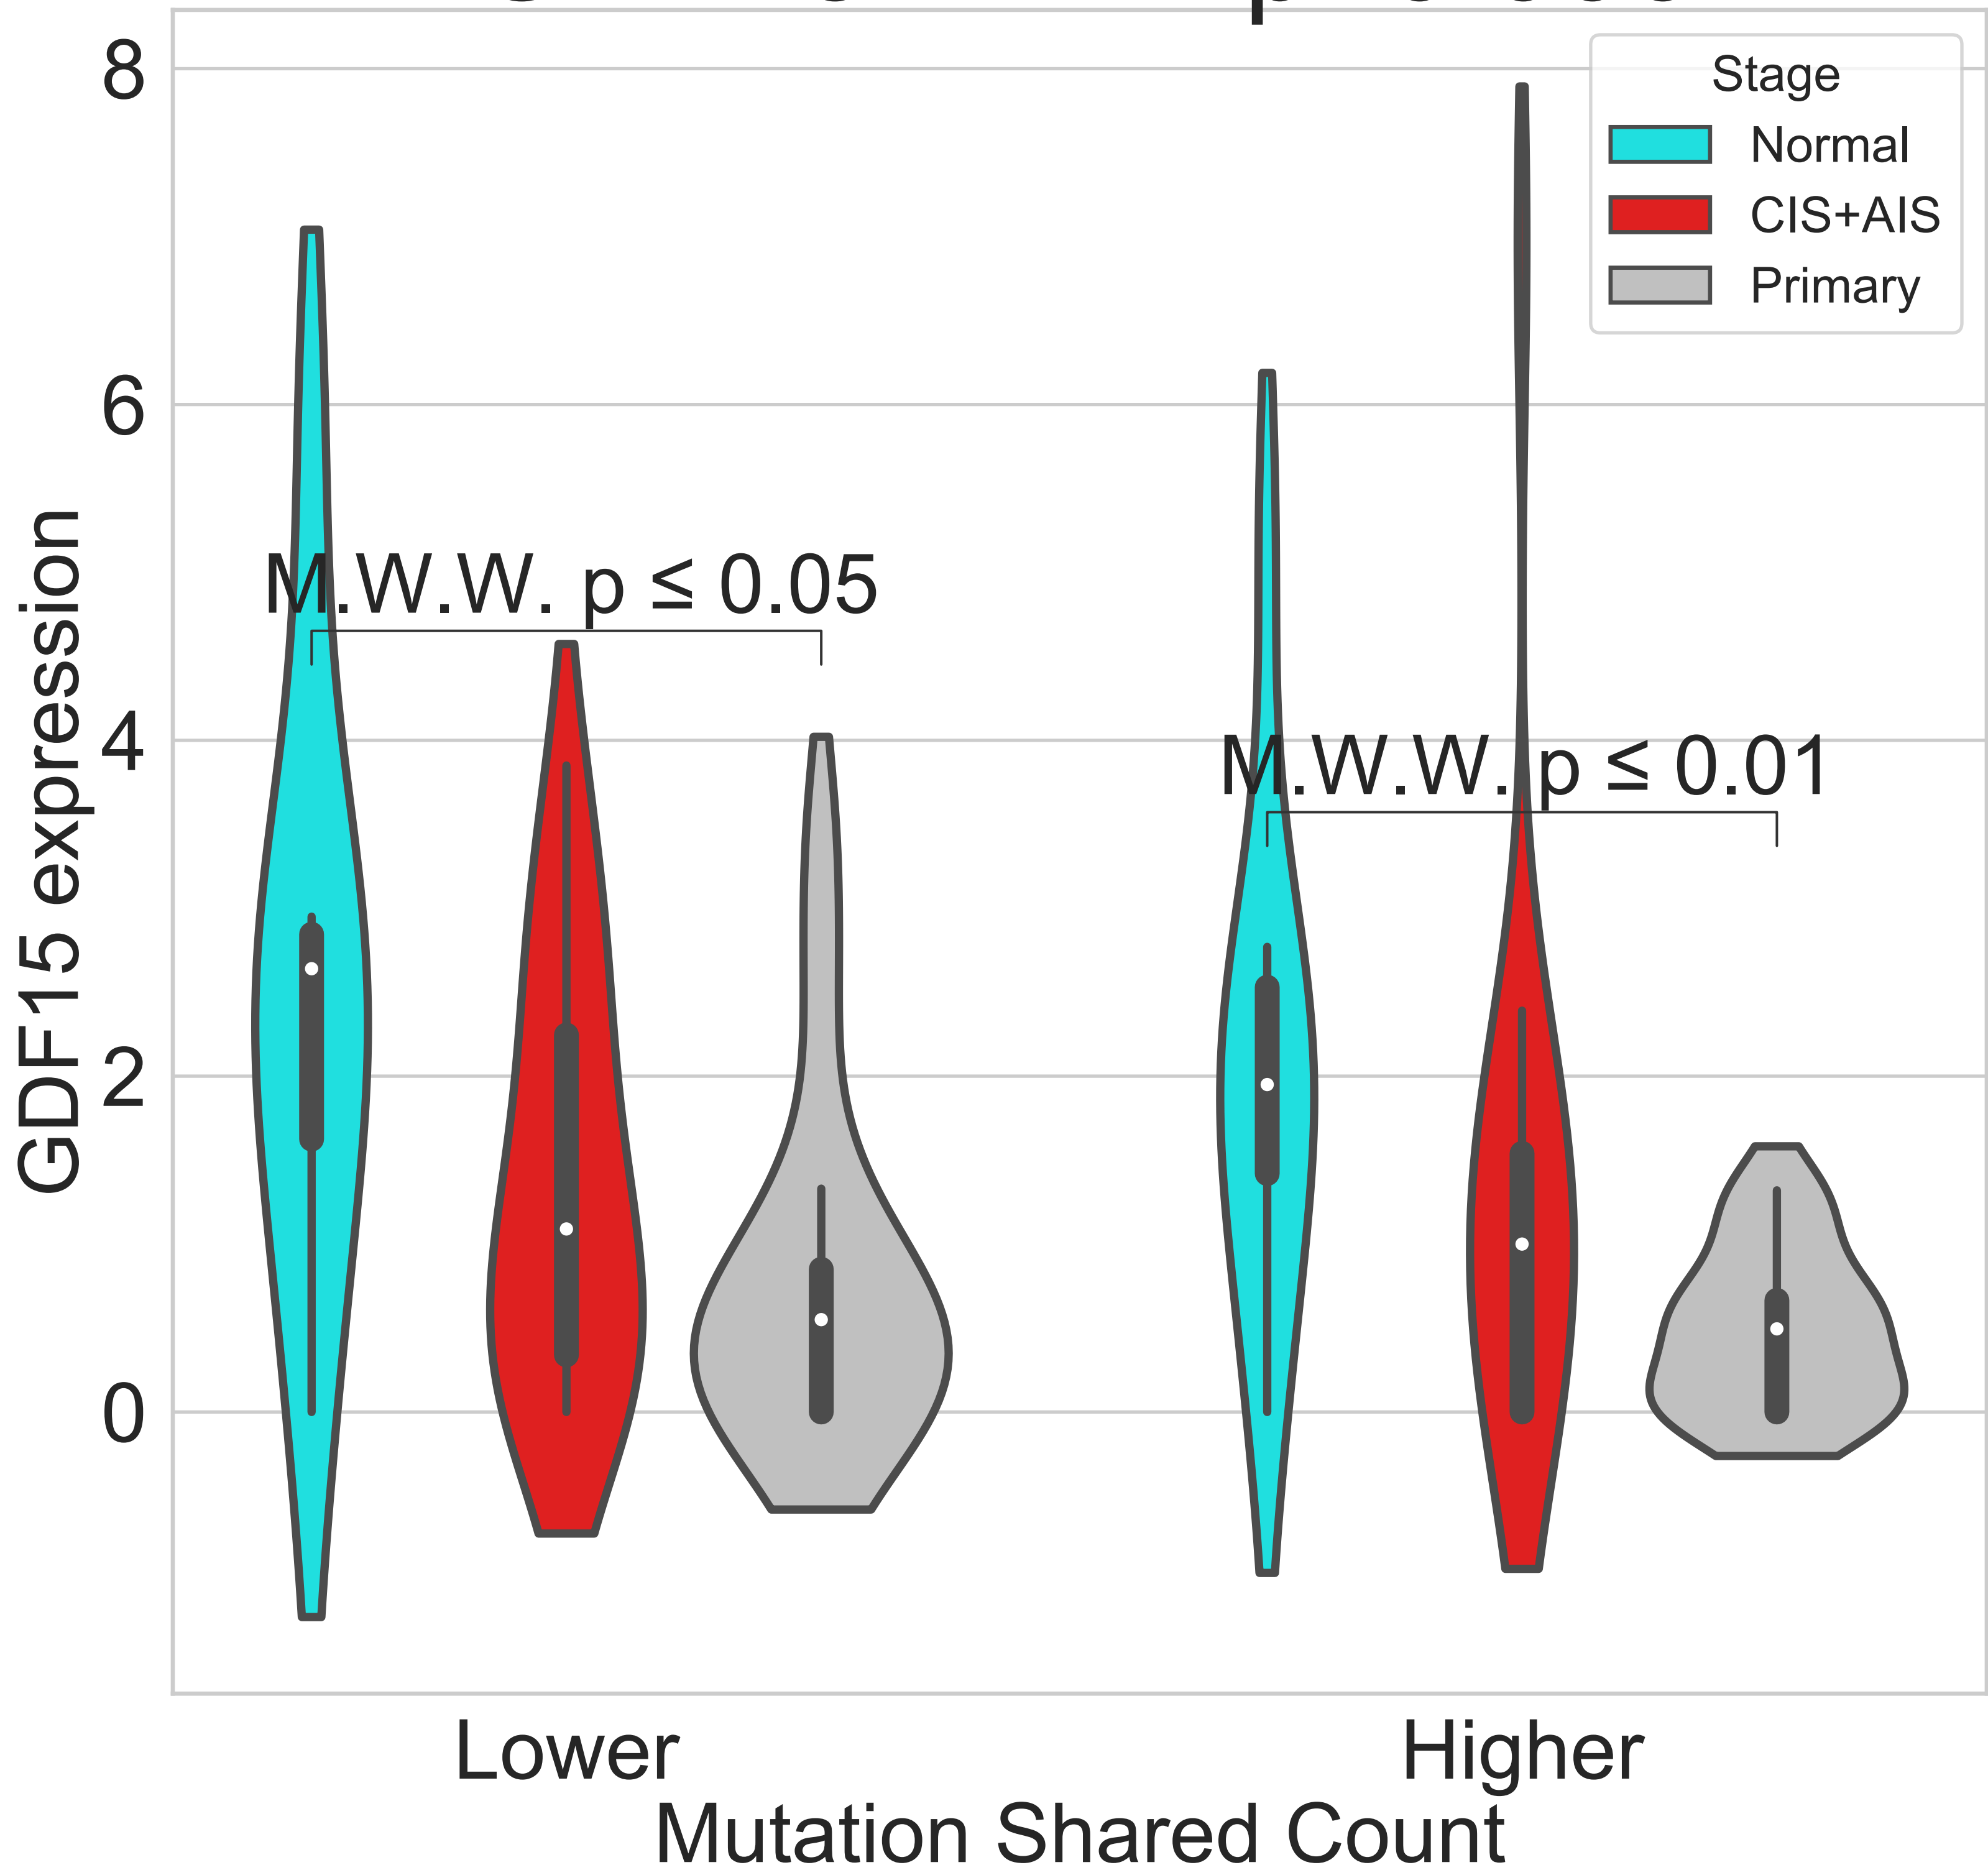 8
6
4
2
0
GDF15 expression
Stage
Normal
CIS+AIS
Primary
M.W.W. p ≤ 0.05
M.W.W. p ≤ 0.01
Lower
Higher
Mutation Shared Count